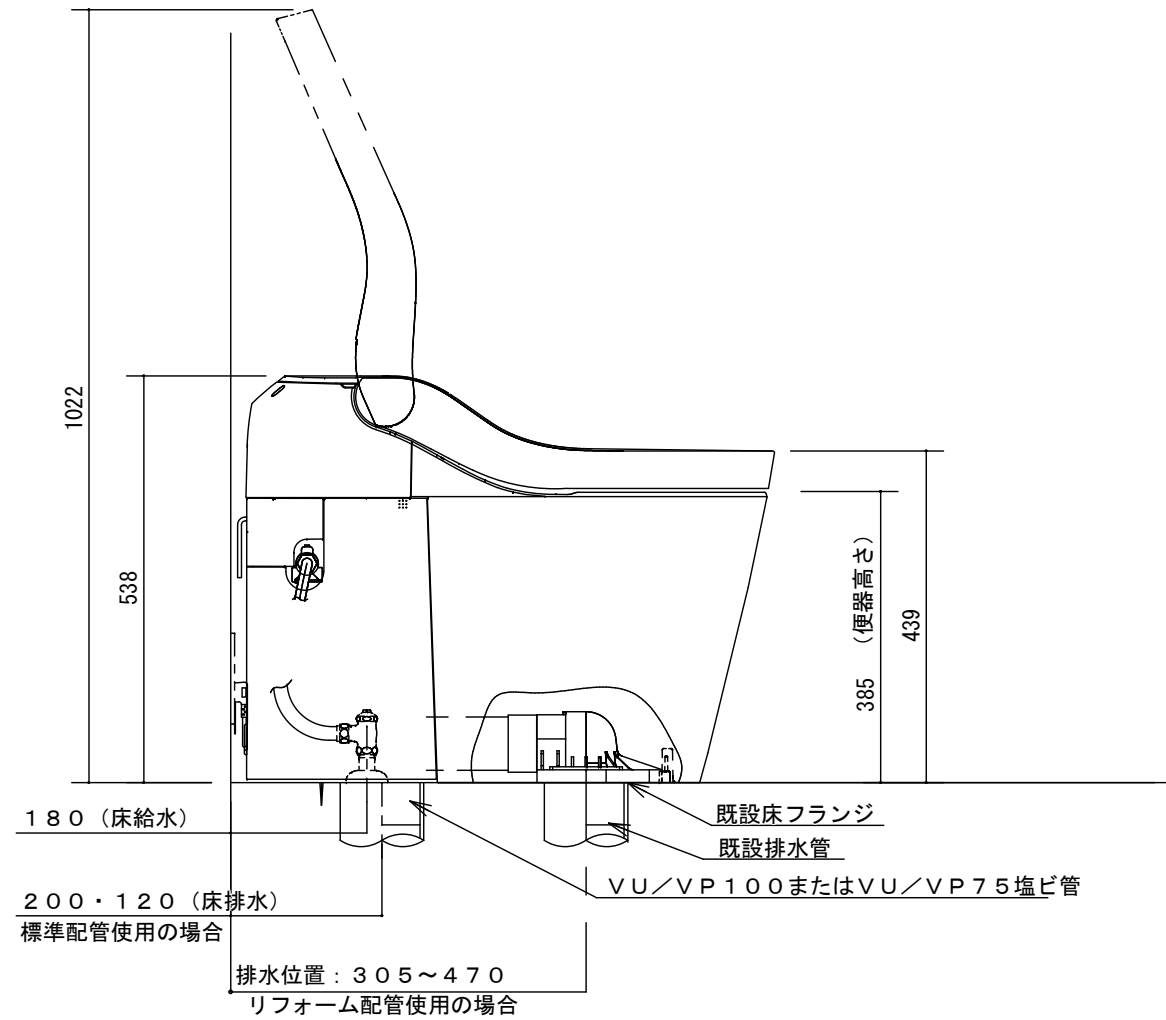 1022
538
385 （便器高さ）
439
１８０（床給水）
２００・１２０（床排水）
標準配管使用の場合
排水位置：３０５～４７０
リフォーム配管使用の場合
既設床フランジ
既設排水管
ＶＵ／ＶＰ１００またはＶＵ／ＶＰ７５塩ビ管